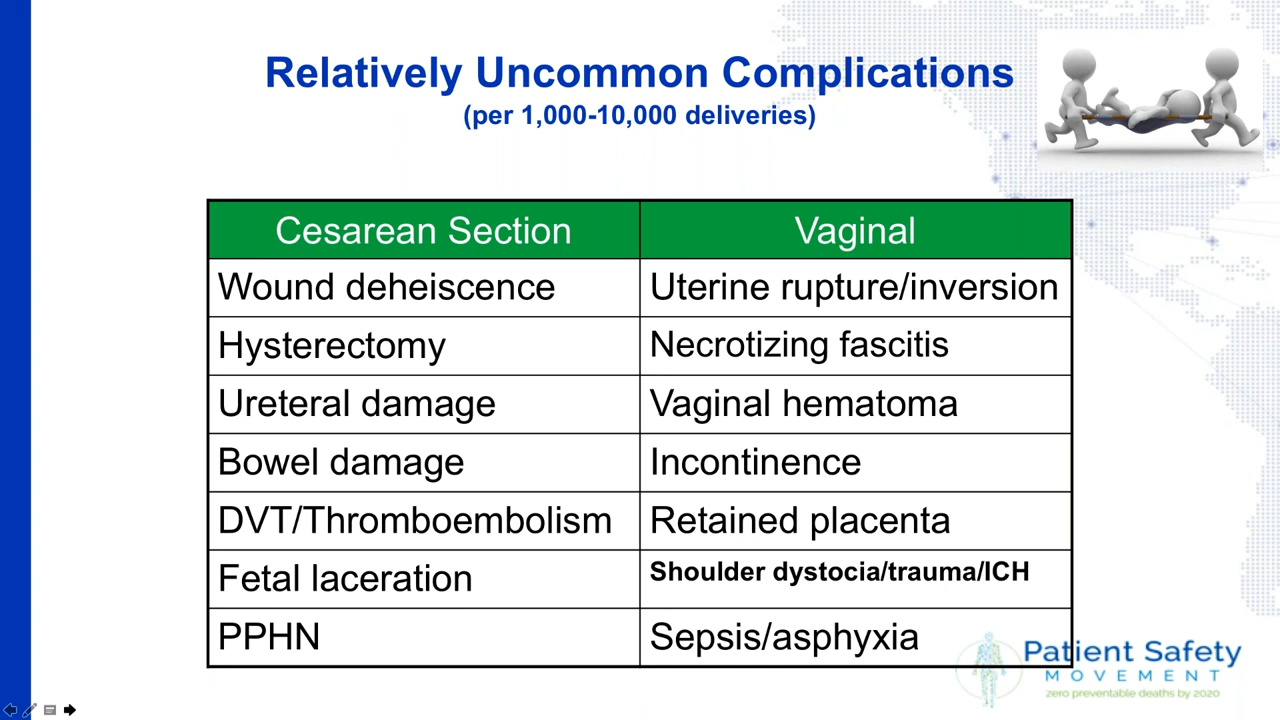 Relatively Uncommon Complications
(per 1,000-10,000 deliveries)
Cesarean Section Vaginal
Wound deheiscence Uterine rupture/inversion
Hysterectomy Necrotizing fascitis
Ureteral damage Vaginal hematoma
Bowel damage Incontinence
DVT/Thromboembolism Retained placenta
Fetal laceration Shoulder dystocia/trauma/ICH
PPHN Sepsis/asphyxia
Patient Safety
MOVEMENT
zero preventable deaths by 2020